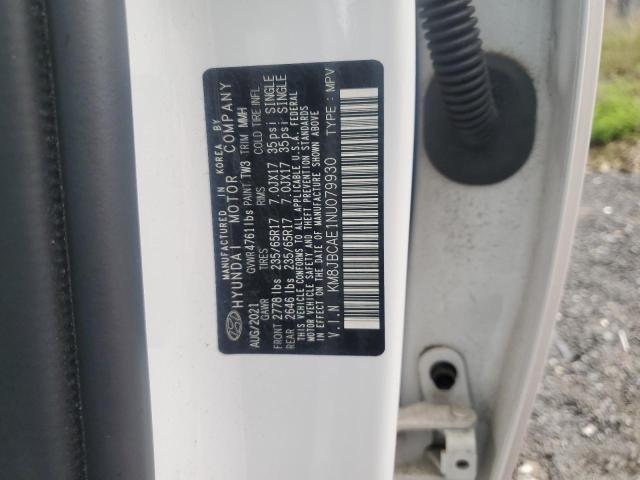 MANUFACTURED IN KOREA BY
HYUNDAI MOTOR COMPANY
AUG/2021 GVWR 4761lbs PAINT TW3 TRIM MMH
GAWR TIRES RIMS COLD TIRE INFL.
FRONT 2778 lbs 235/65R17 7.0JX17 35psi SINGLE
REAR 2646 lbs 235/65R17 7.0JX17 35psi SINGLE
THIS VEHICLE CONFORMS TO ALL APPLICABLE U.S.A. FEDERAL
MOTOR VEHICLE SAFETY AND THEFT PREVENTION STANDARDS
IN EFFECT ON THE DATE OF MANUFACTURE SHOWN ABOVE
V.I.N : KM8JBCAE1NU079930 TYPE : MPV